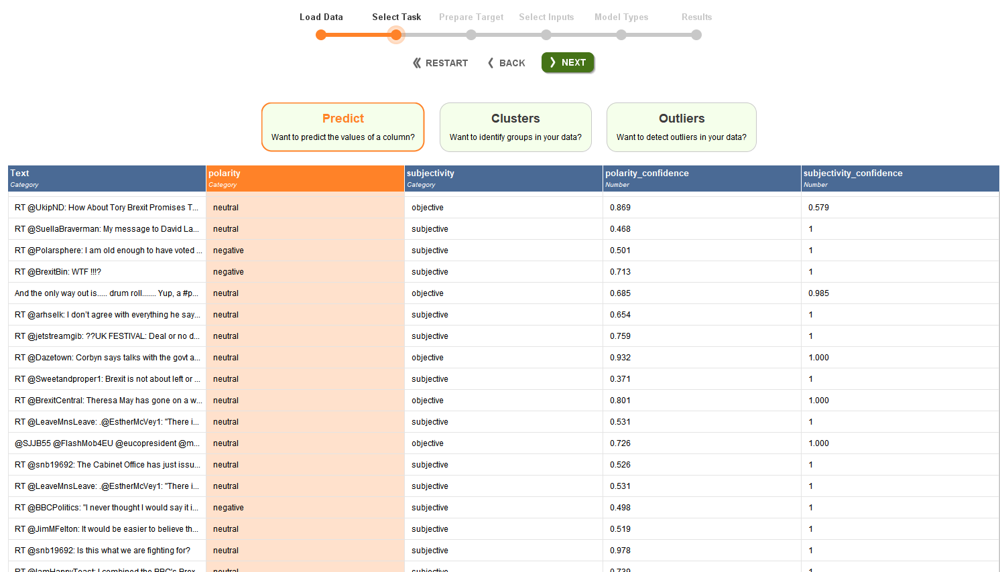 Load Data Select Task Prepare Target Select Inputs Model Types Results
RESTART BACK NEXT
Predict
Want to predict the values of a column?
Clusters
Want to identify groups in your data?
Outliers
Want to detect outliers in your data?
Text polarity subjectivity polarity_confidence subjectivity_confidence
Category Category Category Number Number
RT @UkipND: How About Tory Brexit Promises T... neutral objective 0.869 0.579
RT @SuellaBraverman: My message to David La... neutral subjective 0.468 1
RT @Polarsphere: I am old enough to have voted ... negative subjective 0.501 1
RT @BrexitBin: WTF !!!? negative subjective 0.713 1
And the only way out is..... drum roll....... Yup, a #p... neutral objective 0.685 0.985
RT @arhselk: I don't agree with everything he say... neutral subjective 0.654 1
RT @jetstreamgib: ??UK FESTIVAL: Deal or no d... neutral subjective 0.759 1
RT @Dazetown: Corbyn says talks with the govt a... neutral objective 0.932 1.000
RT @Sweetandproper1: Brexit is not about left or ... neutral subjective 0.371 1
RT @BrexitCentral: Theresa May has gone on a w... neutral objective 0.801 1.000
RT @LeaveMnsLeave: .@EstherMcVey1: "There i... neutral subjective 0.531 1
@SJJB55 @FlashMob4EU @eucopresident @m... neutral objective 0.726 1.000
RT @snb19692: The Cabinet Office has just issu... neutral subjective 0.526 1
RT @LeaveMnsLeave: .@EstherMcVey1: "There i... neutral subjective 0.531 1
RT @BBCPolitics: "I never thought I would say it i... negative subjective 0.498 1
RT @JimMFelton: It would be easier to believe th... neutral subjective 0.519 1
RT @snb19692: Is this what we are fighting for? neutral subjective 0.978 1
RT @IamHappyToast: I combined the BBC's Brex... neutral subjective 0.739 1